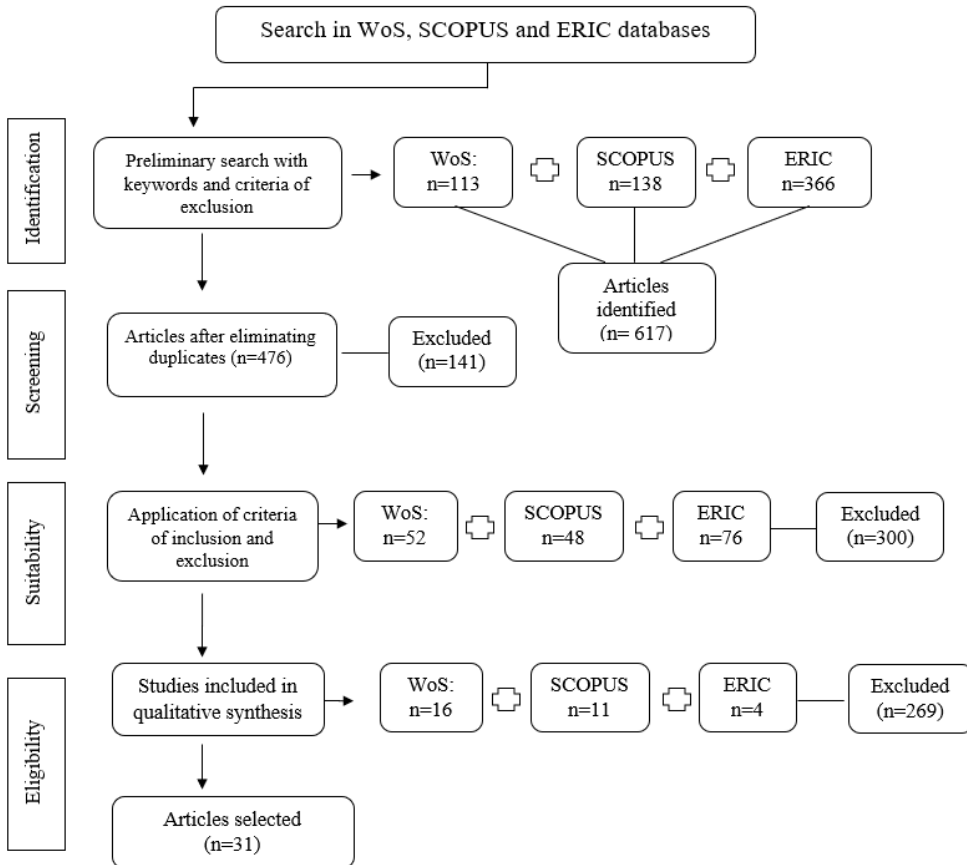 Search in WoS, SCOPUS and ERIC databases
Identification
Preliminary search with
keywords and criteria of
exclusion
WoS:
n=113
SCOPUS
n=138
ERIC
n=366
Articles
identified
(n= 617)
Screening
Articles after eliminating
duplicates (n=476)
Excluded
(n=141)
Suitability
Application of criteria
of inclusion and
exclusion
WoS:
n=52
SCOPUS
n=48
ERIC
n=76
Excluded
(n=300)
Eligibility
Studies included in
qualitative synthesis
WoS:
n=16
SCOPUS
n=11
ERIC
n=4
Excluded
(n=269)
Articles selected
(n=31)